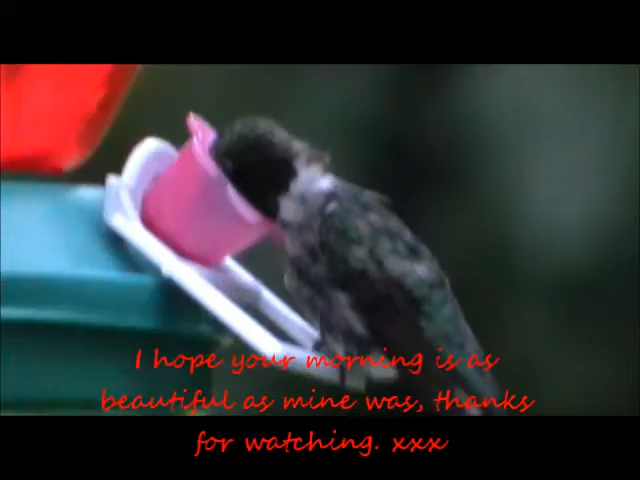 I hope your morning is as
beautiful as mine was, thanks
for watching. xxx